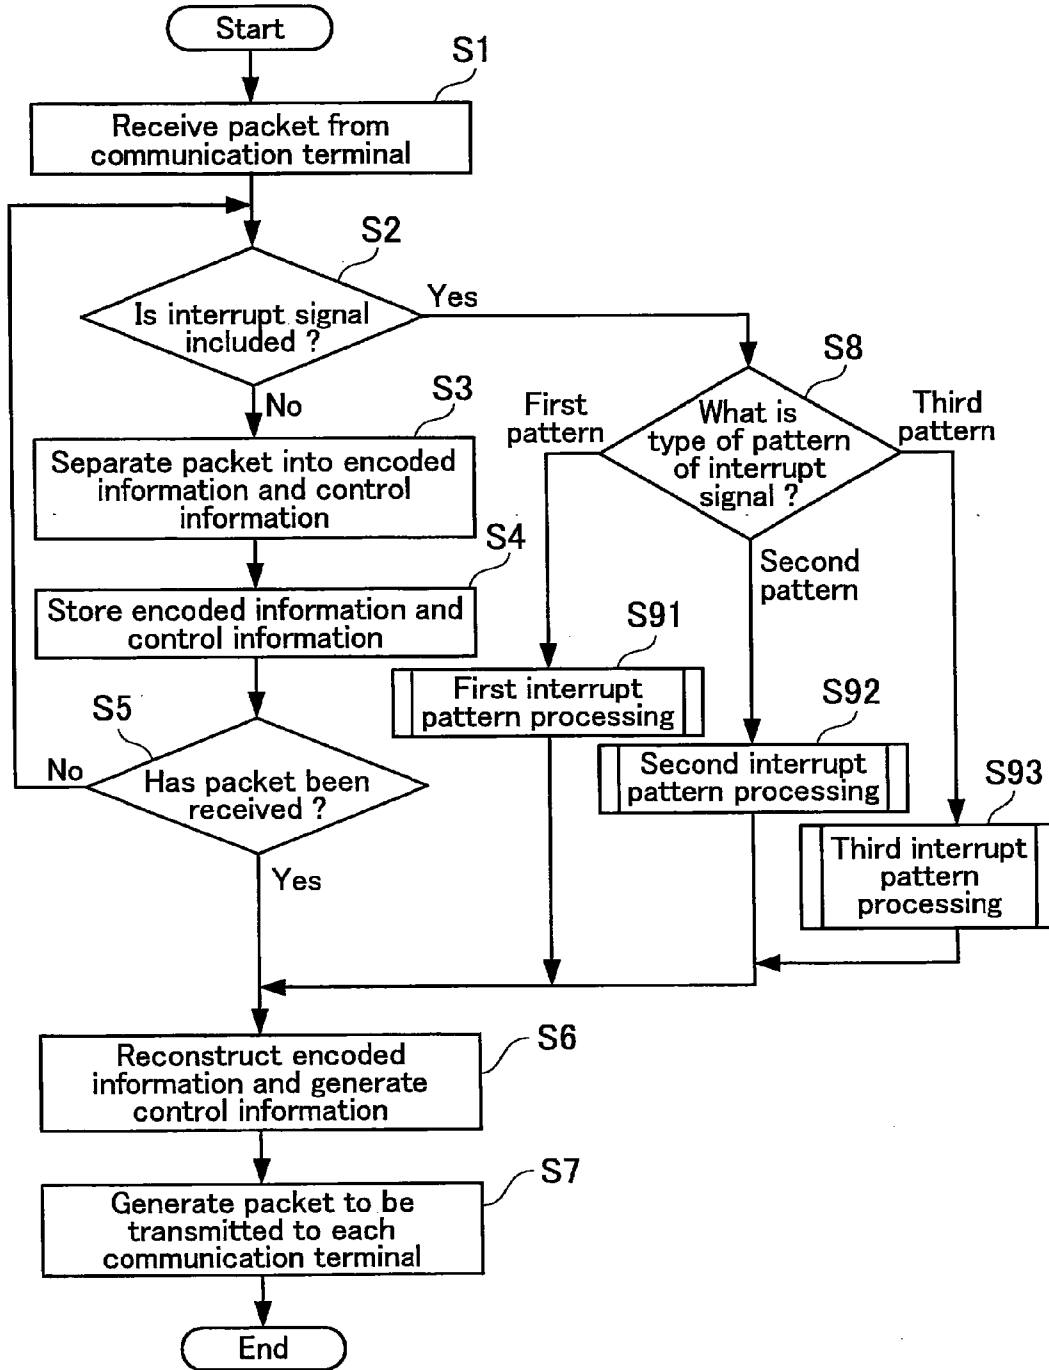 Start
S1
Receive packet from
communication terminal
S2
Is interrupt signal
included ?
Yes
No
S8
What is
type of pattern
of interrupt
signal ?
First
pattern
Third
pattern
Second
pattern
S3
Separate packet into encoded
information and control
information
S4
Store encoded information and
control information
S91
First interrupt
pattern processing
S92
Second interrupt
pattern processing
S93
Third interrupt
pattern
processing
S5
No
Has packet been
received ?
Yes
S6
Reconstruct encoded
information and generate
control information
S7
Generate packet to be
transmitted to each
communication terminal
End